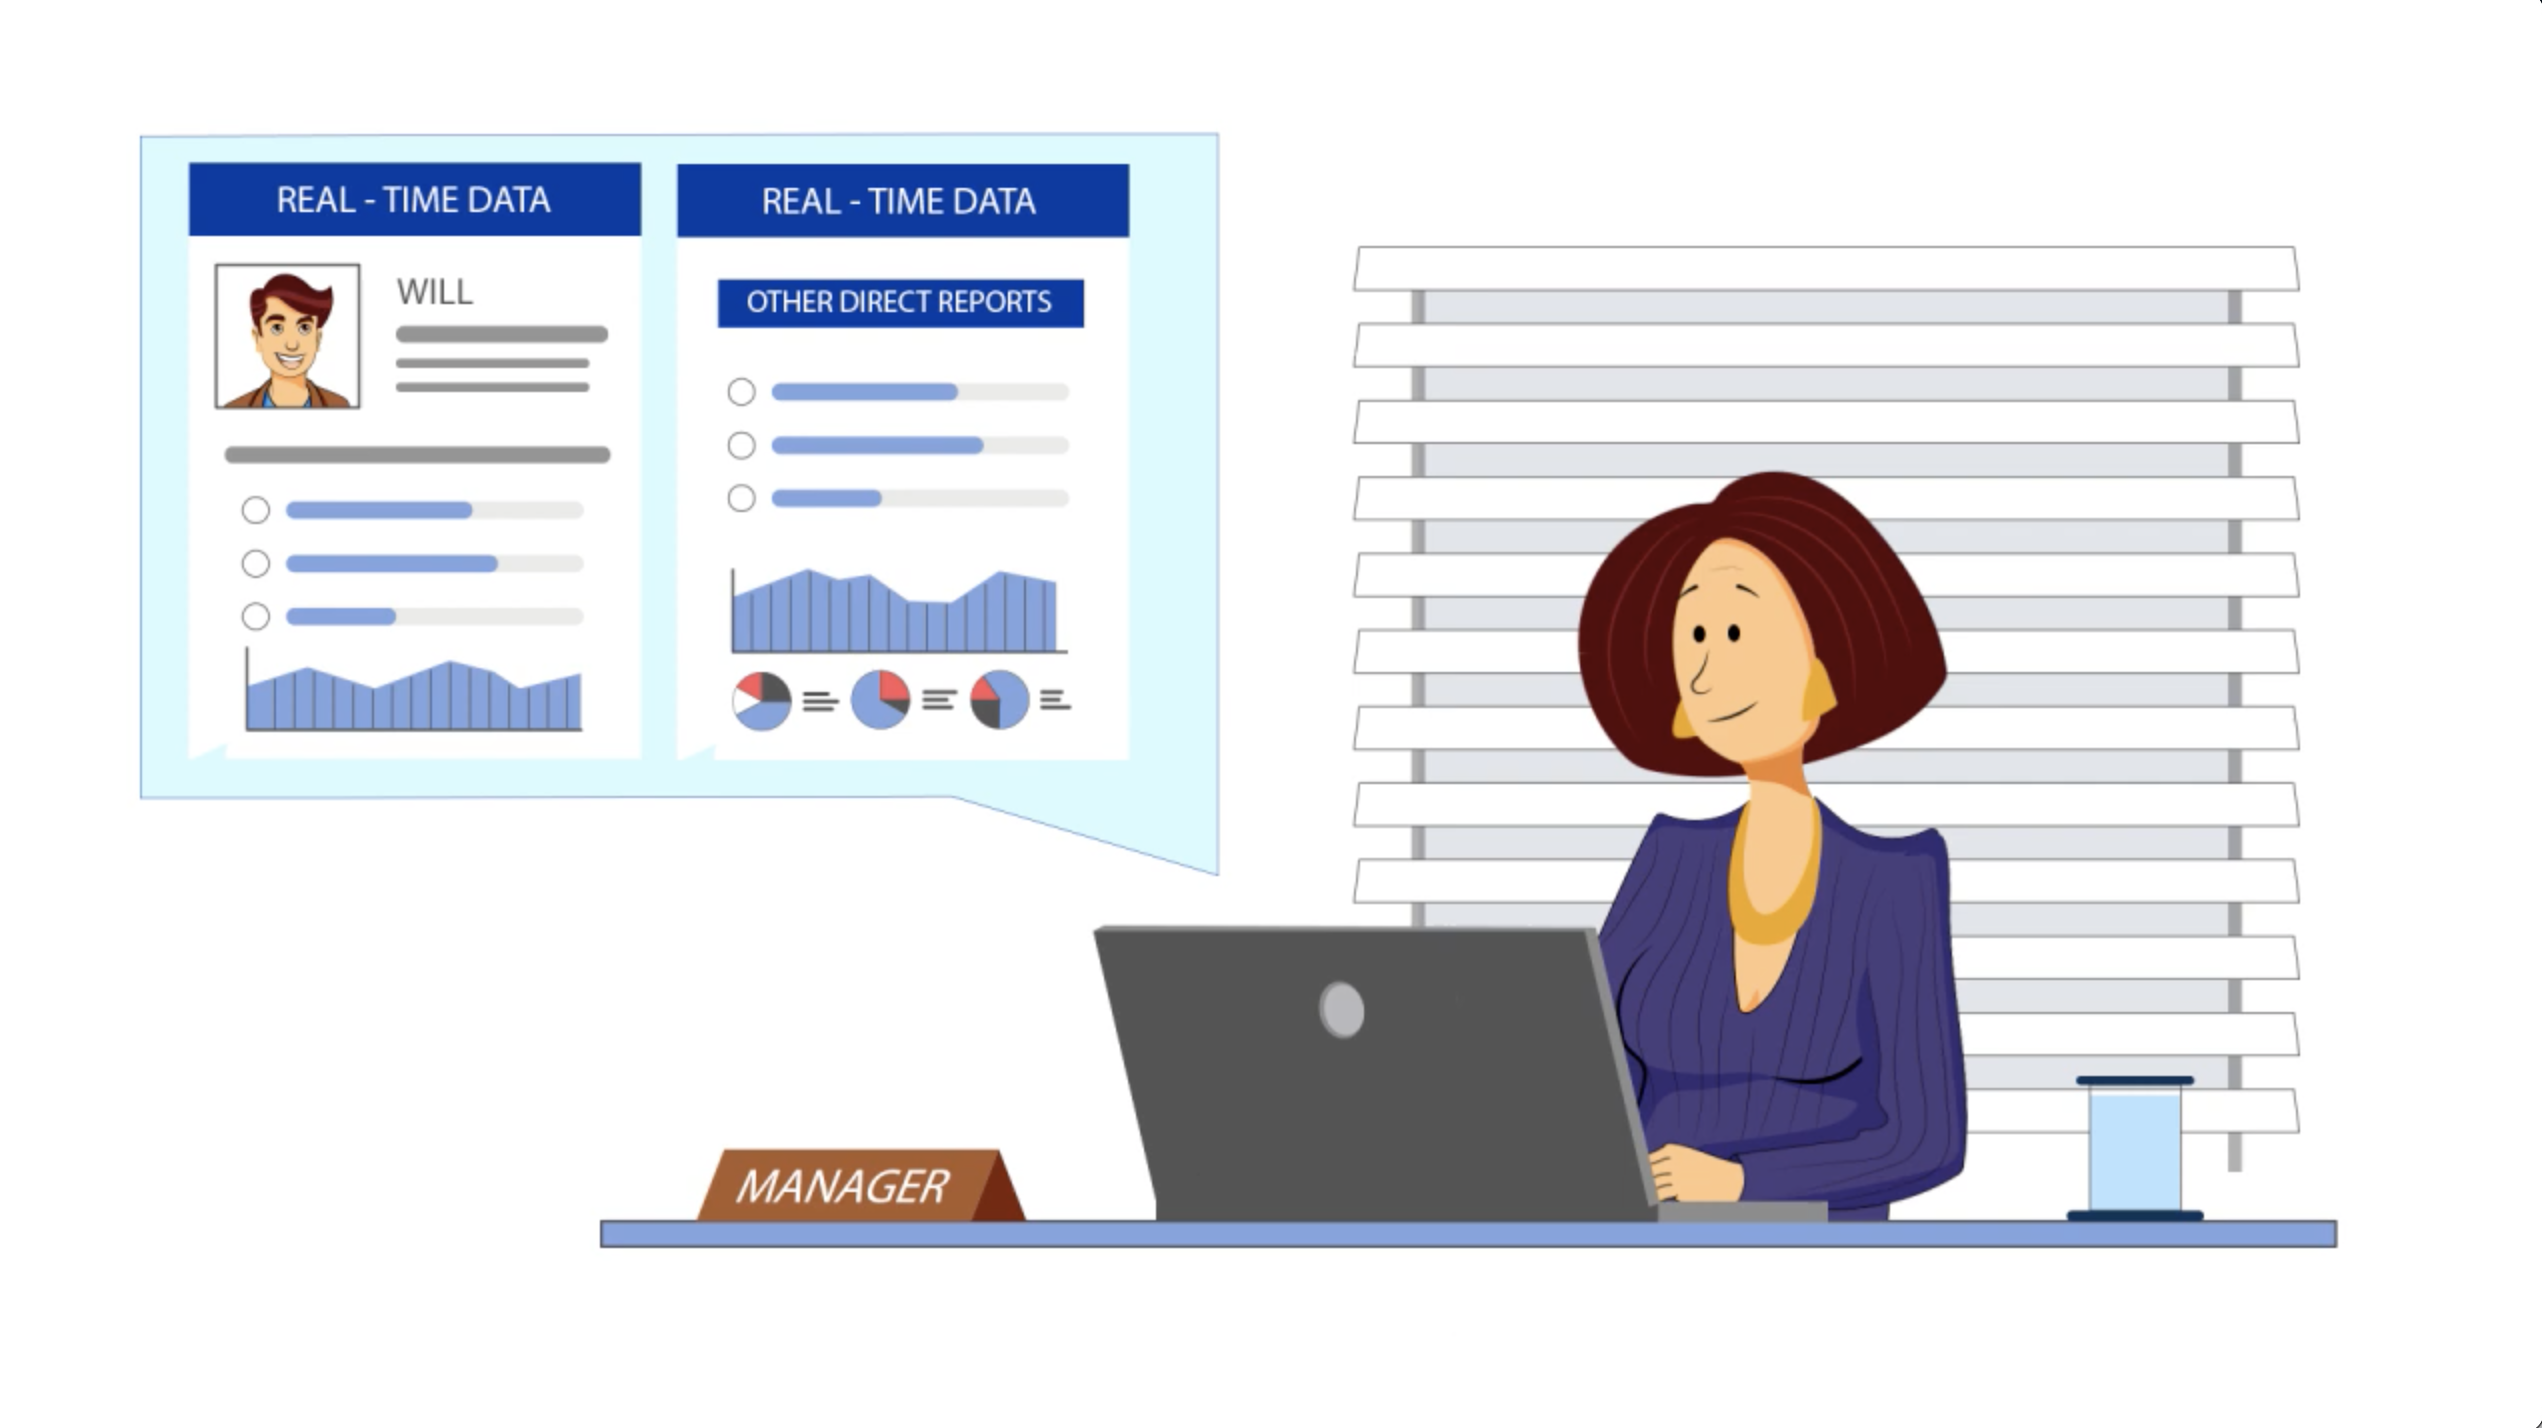 REAL - TIME DATA
WILL
REAL - TIME DATA
OTHER DIRECT REPORTS
MANAGER